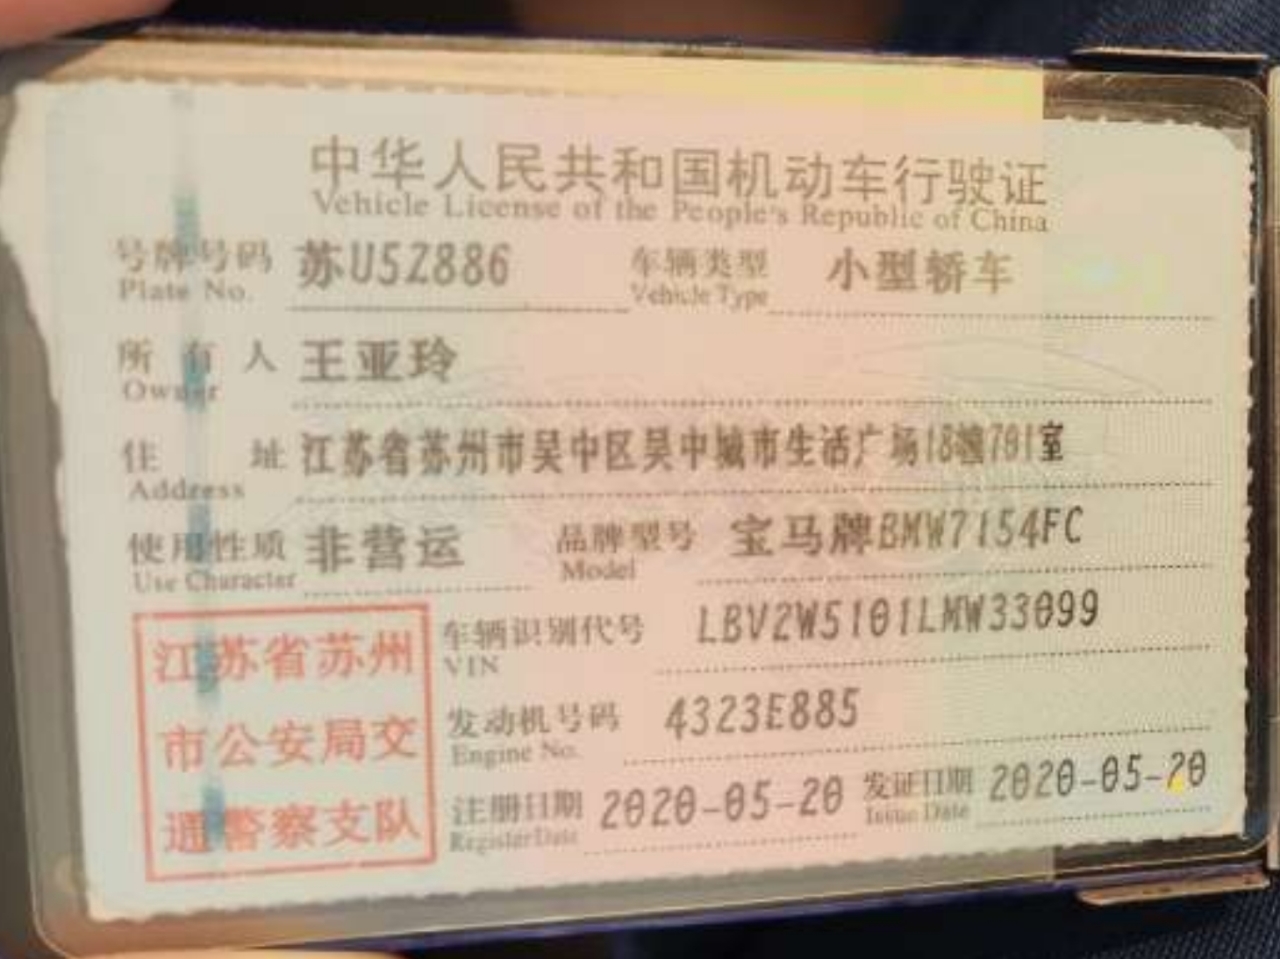 中华人民共和国机动车行驶证
Vehicle License of the People's Republic of China
号牌号码 苏U5Z886 车辆类型 小型轿车
Plate No. Vehicle Type
所有人 王亚玲
Owner
住址 江苏省苏州市吴中区吴中城市生活广场18幢701室
Address
使用性质 非营运 品牌型号 宝马牌BMW7154FC
Use Character Model
车辆识别代号 LBV2W5101LMW33099
VIN
发动机号码 4323E885
Engine No.
注册日期 2020-05-20 发证日期 2020-05-20
Register Date Issue Date
江苏省苏州
市公安局交
通警察支队